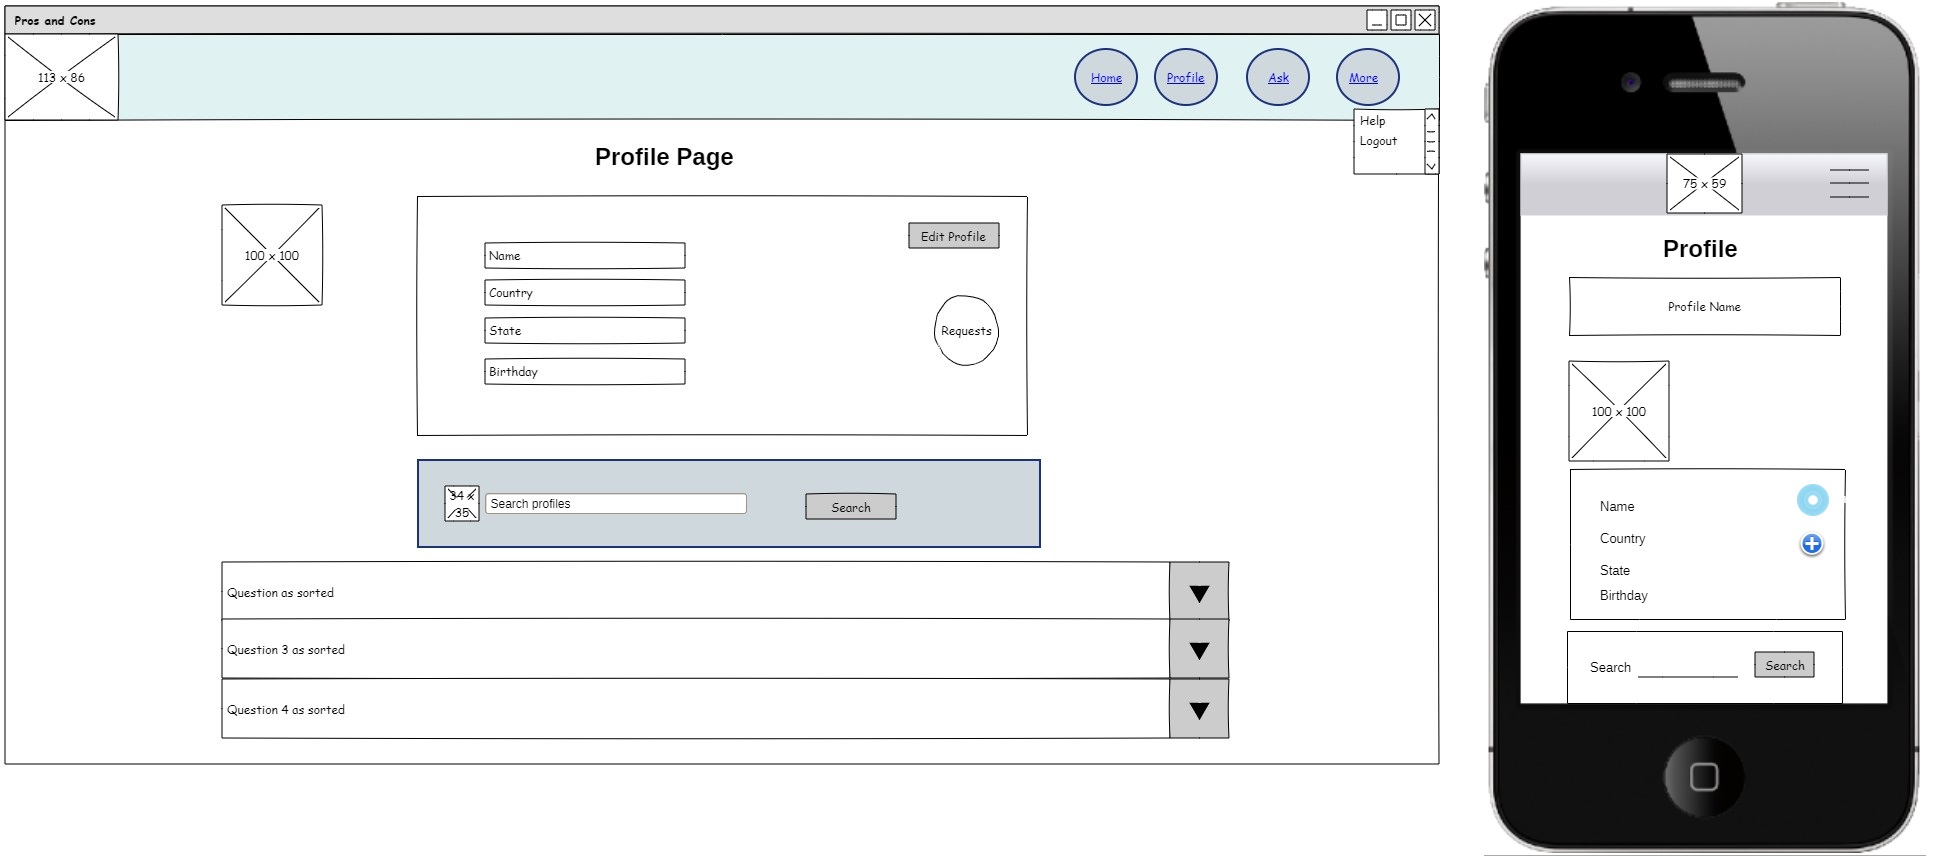 Pros and Cons
113 x 86
Home
Profile
Ask
More
Help
Logout
Profile Page
100 x 100
Edit Profile
Name
Country
State
Birthday
Requests
34 x
35
Search profiles
Search
Question as sorted
Question 3 as sorted
Question 4 as sorted
75 x 59
Profile
Profile Name
100 x 100
Name
Country
State
Birthday
Search
Search